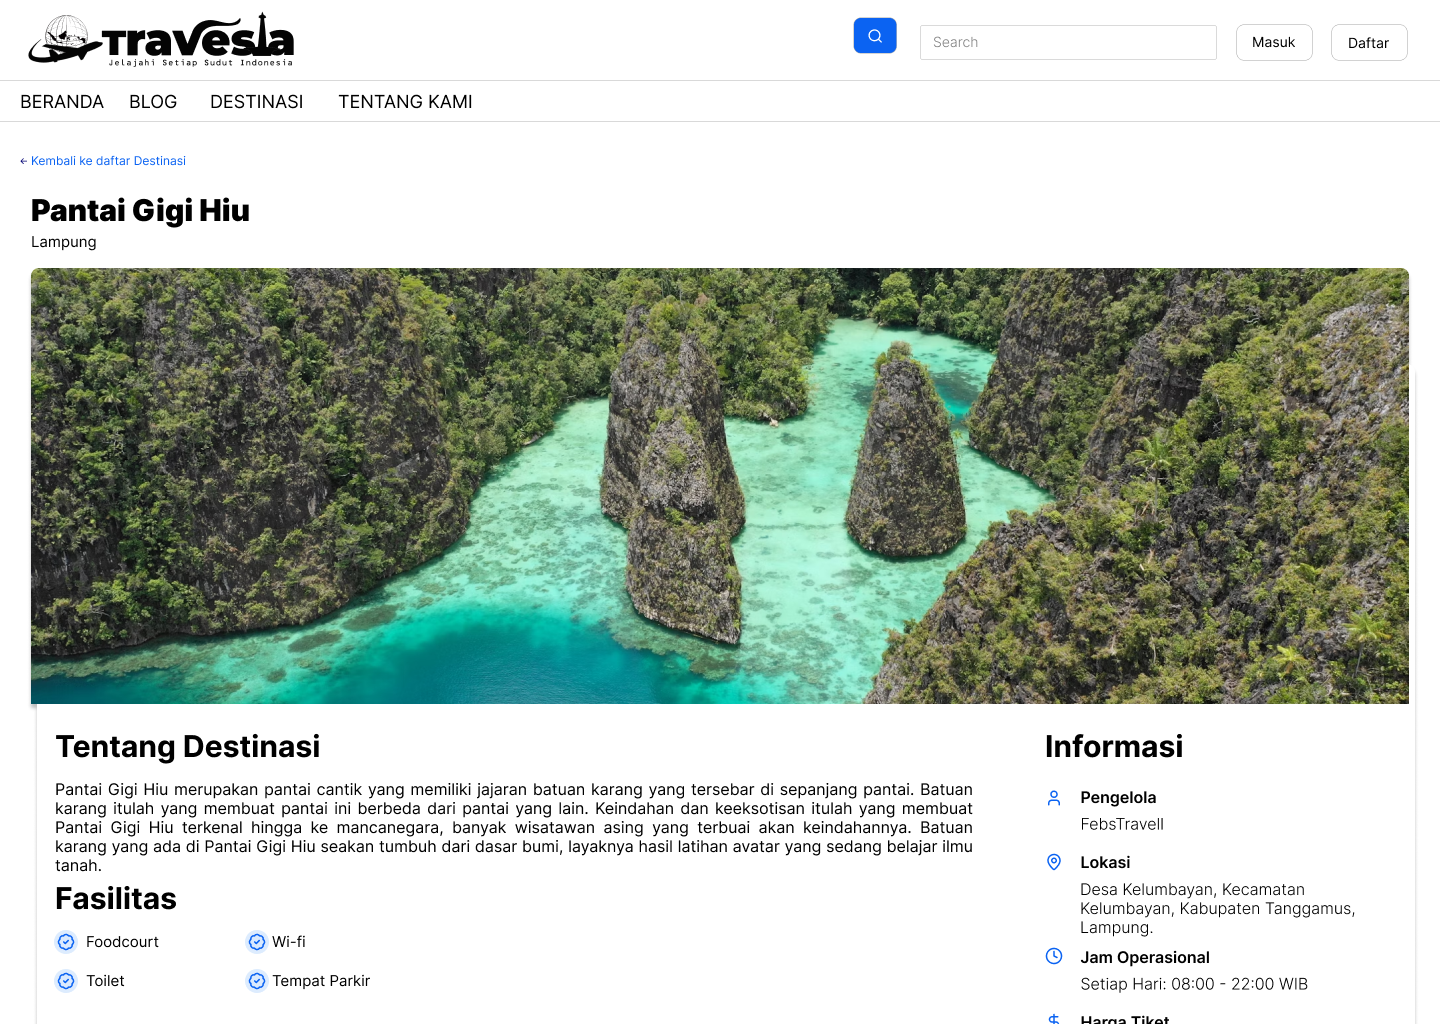 Travesia
Jelajahi Setiap Sudut Indonesia
Search
Masuk
Daftar
BERANDA
BLOG
DESTINASI
TENTANG KAMI
← Kembali ke daftar Destinasi
Pantai Gigi Hiu
Lampung
Tentang Destinasi
Pantai Gigi Hiu merupakan pantai cantik yang memiliki jajaran batuan karang yang tersebar di sepanjang pantai. Batuan
karang itulah yang membuat pantai ini berbeda dari pantai yang lain. Keindahan dan keeksotisan itulah yang membuat
Pantai Gigi Hiu terkenal hingga ke mancanegara, banyak wisatawan asing yang terbuai akan keindahannya. Batuan
karang yang ada di Pantai Gigi Hiu seakan tumbuh dari dasar bumi, layaknya hasil latihan avatar yang sedang belajar ilmu
tanah.
Fasilitas
Foodcourt
Wi-fi
Toilet
Tempat Parkir
Informasi
Pengelola
FebsTravell
Lokasi
Desa Kelumbayan, Kecamatan
Kelumbayan, Kabupaten Tanggamus,
Lampung.
Jam Operasional
Setiap Hari: 08:00 - 22:00 WIB
Harga Tiket